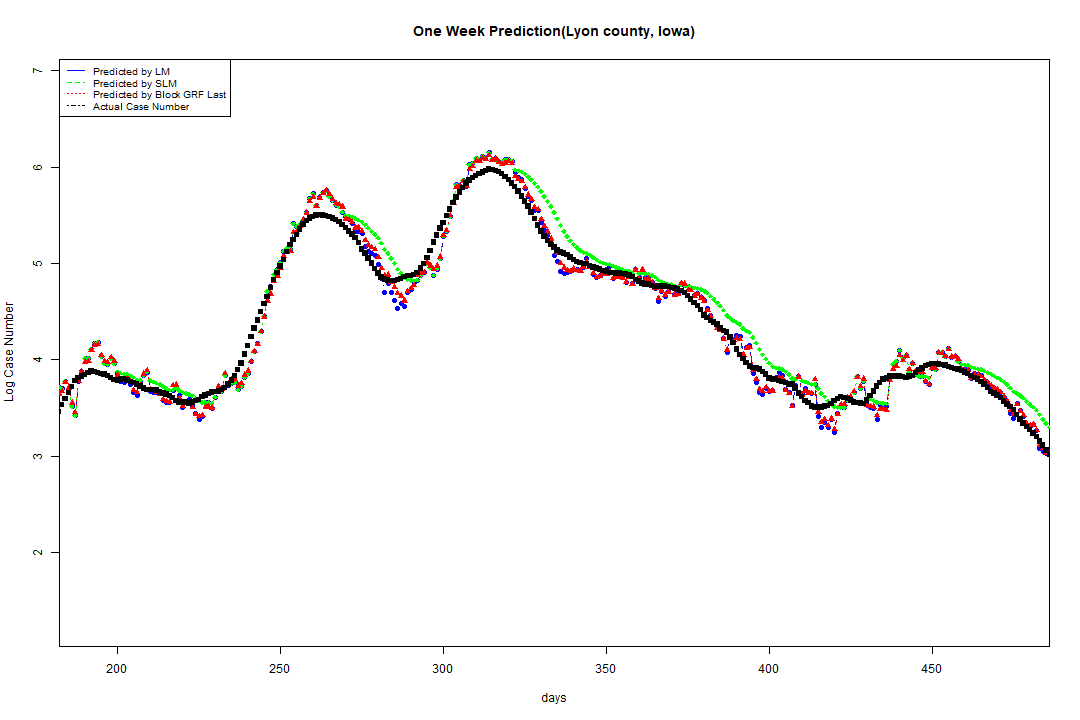 One Week Prediction(Lyon county, Iowa)
Predicted by LM
Predicted by SLM
Predicted by Block GRF Last
Actual Case Number
7
6
5
4
3
2
Log Case Number
200 250 300 350 400 450
days